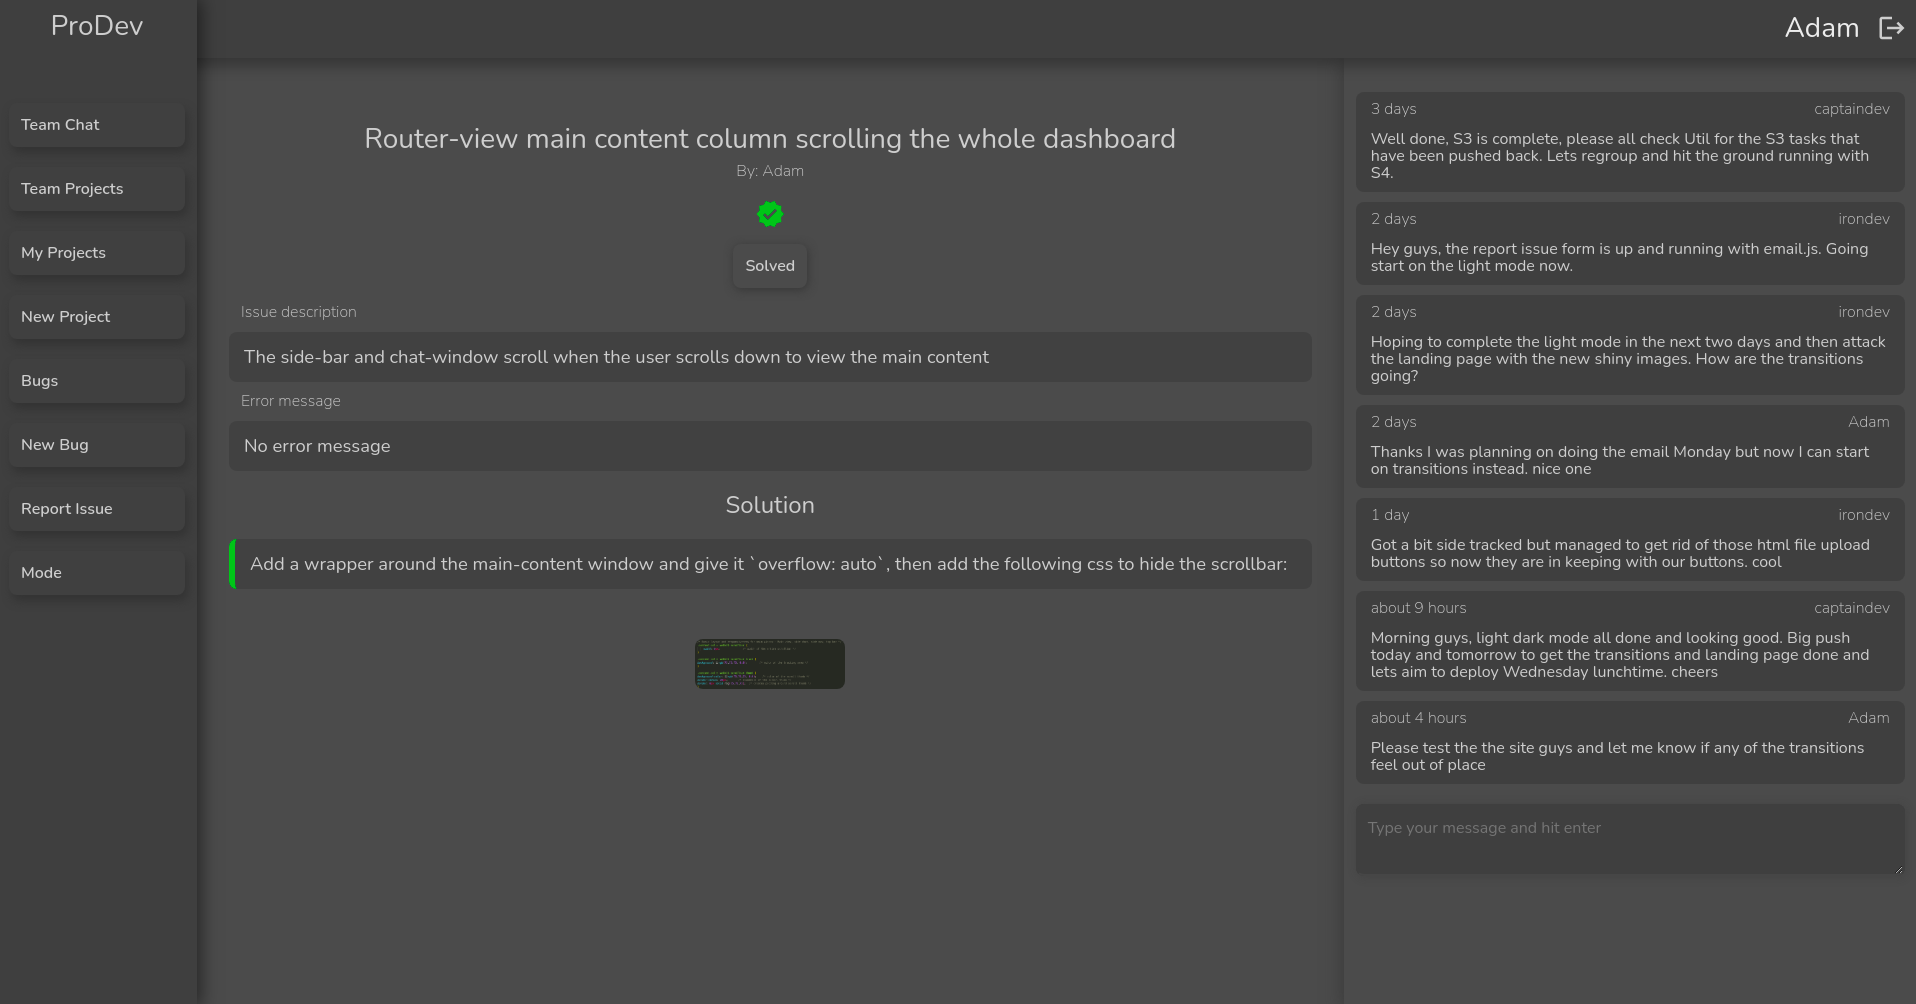 ProDev
Adam
Team Chat
Team Projects
My Projects
New Project
Bugs
New Bug
Report Issue
Mode
Router-view main content column scrolling the whole dashboard
By: Adam
Solved
Issue description
The side-bar and chat-window scroll when the user scrolls down to view the main content
Error message
No error message
Solution
Add a wrapper around the main-content window and give it `overflow: auto`, then add the following css to hide the scrollbar:
3 days captaindev
Well done, S3 is complete, please all check Util for the S3 tasks that
have been pushed back. Lets regroup and hit the ground running with
S4.
2 days irondev
Hey guys, the report issue form is up and running with email.js. Going
start on the light mode now.
2 days irondev
Hoping to complete the light mode in the next two days and then attack
the landing page with the new shiny images. How are the transitions
going?
2 days Adam
Thanks I was planning on doing the email Monday but now I can start
on transitions instead. nice one
1 day irondev
Got a bit side tracked but managed to get rid of those html file upload
buttons so now they are in keeping with our buttons. cool
about 9 hours captaindev
Morning guys, light dark mode all done and looking good. Big push
today and tomorrow to get the transitions and landing page done and
lets aim to deploy Wednesday lunchtime. cheers
about 4 hours Adam
Please test the the site guys and let me know if any of the transitions
feel out of place
Type your message and hit enter